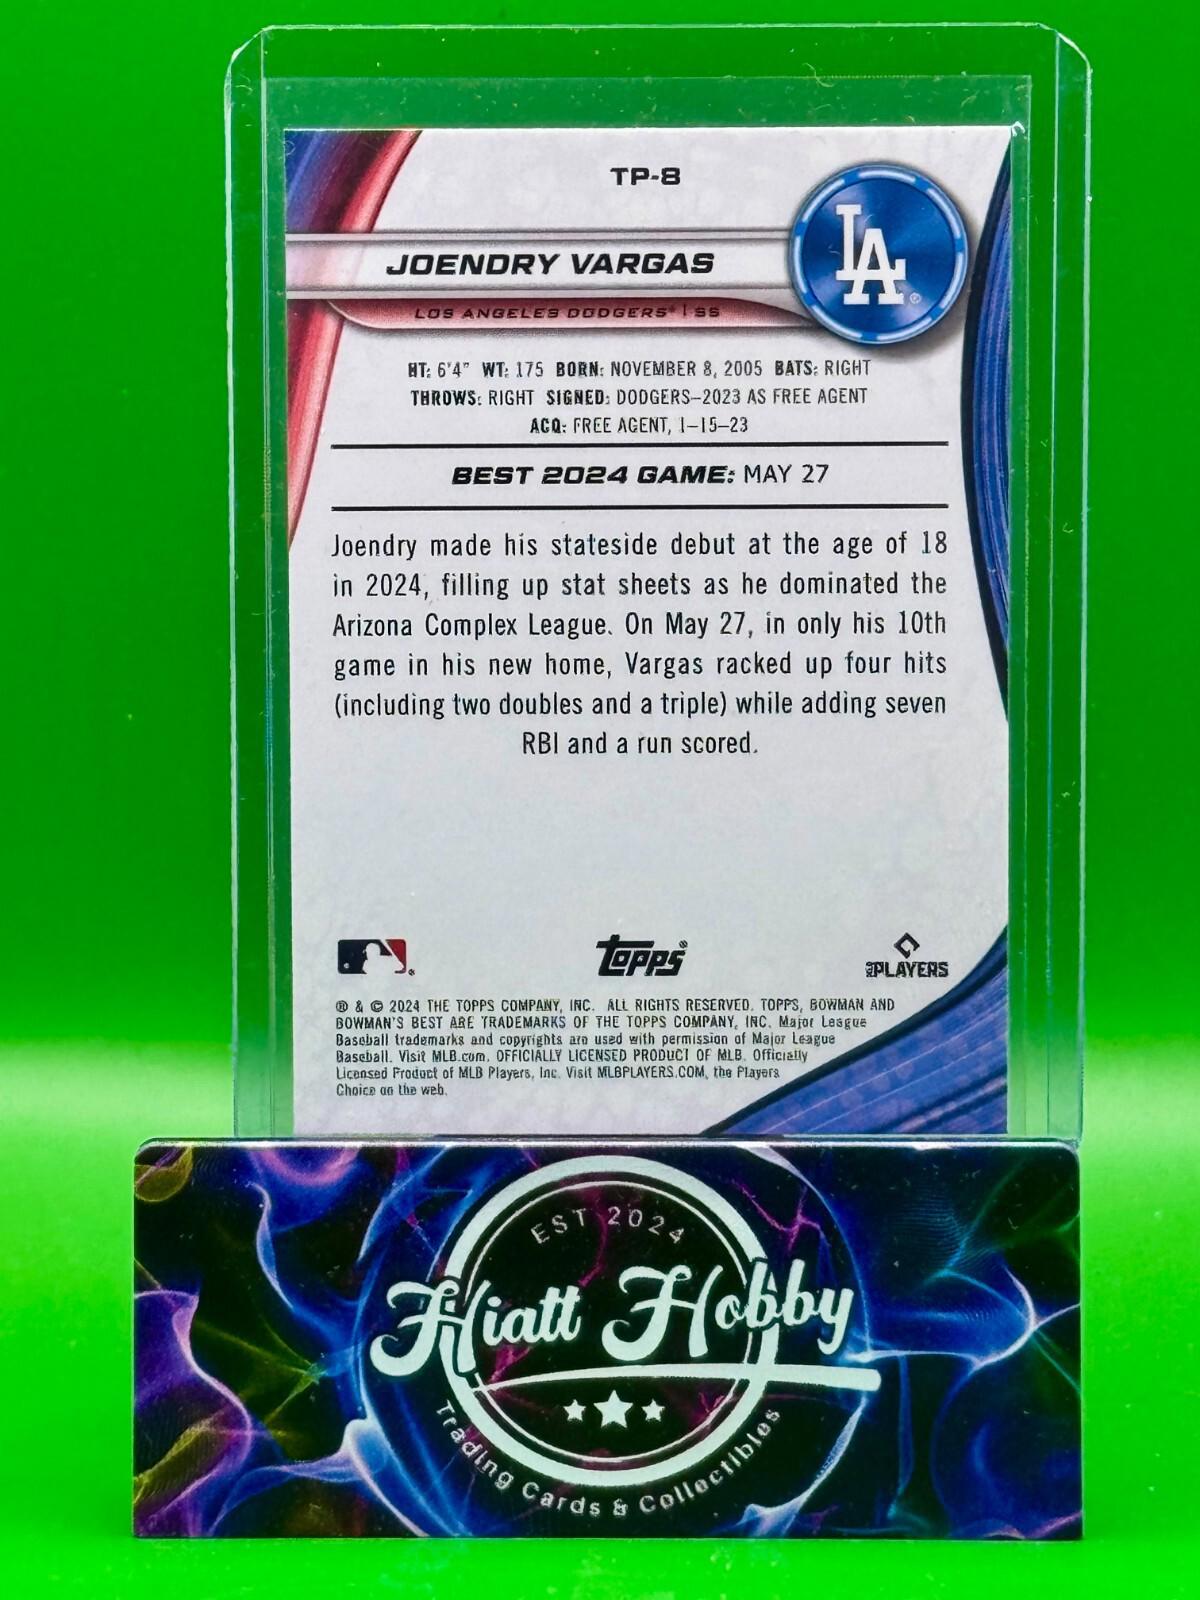 TP-8
JOENDRY VARGAS
LA®
LOS ANGELES DODGERS® | SS
HT: 6'4" WT: 175 BORN: NOVEMBER 8, 2005 BATS: RIGHT
THROWS: RIGHT SIGNED: DODGERS–2023 AS FREE AGENT
ACQ: FREE AGENT, 1–15–23
BEST 2024 GAME: MAY 27
Joendry made his stateside debut at the age of 18
in 2024, filling up stat sheets as he dominated the
Arizona Complex League. On May 27, in only his 10th
game in his new home, Vargas racked up four hits
(including two doubles and a triple) while adding seven
RBI and a run scored.
Topps®
PLAYERS
® & © 2024 THE TOPPS COMPANY, INC. ALL RIGHTS RESERVED. TOPPS, BOWMAN AND
BOWMAN'S BEST ARE TRADEMARKS OF THE TOPPS COMPANY, INC. Major League
Baseball trademarks and copyrights are used with permission of Major League
Baseball. Visit MLB.com. OFFICIALLY LICENSED PRODUCT OF MLB. Officially
Licensed Product of MLB Players, Inc. Visit MLBPLAYERS.COM, the Players
Choice on the web.
EST 2024
Hiatt Hobby
Trading Cards & Collectibles